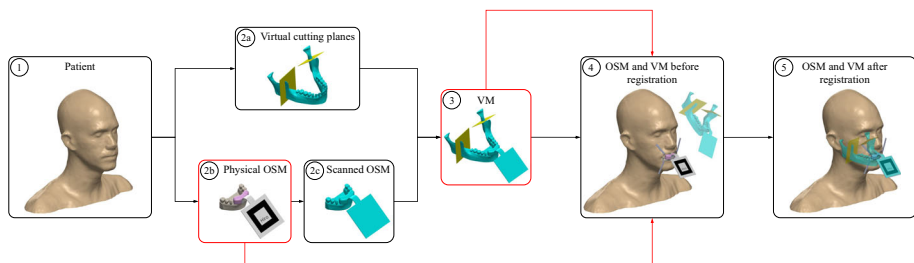 1
Patient
2a
Virtual cutting planes
2b
Physical OSM
2c
Scanned OSM
3
VM
4
OSM and VM before
registration
5
OSM and VM after
registration